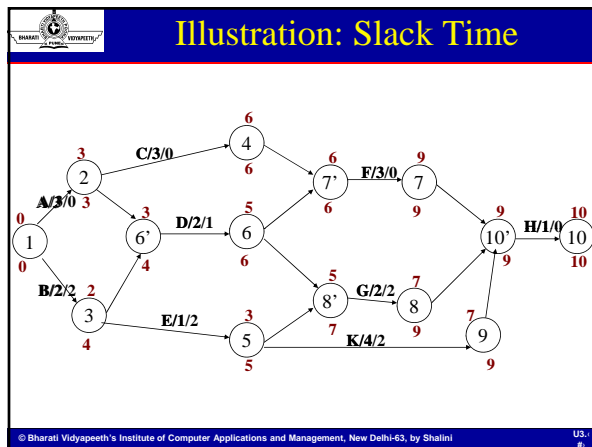 BHARATI VIDYAPEETH
PUNE
Illustration: Slack Time
6
3 C/3/0 4
6 9
2 6 7' F/3/0 7
A/3/0 3 3 5 6 9 9 10
0 6' D/2/1 6 10' H/1/0 10
1 4 6 9 10
0 5 7
B/2/2 2 8' G/2/2 8
3 3 7 9 7
4 E/1/2 5 K/4/2 9
5 9
© Bharati Vidyapeeth's Institute of Computer Applications and Management, New Delhi-63, by Shalini
U3.
#